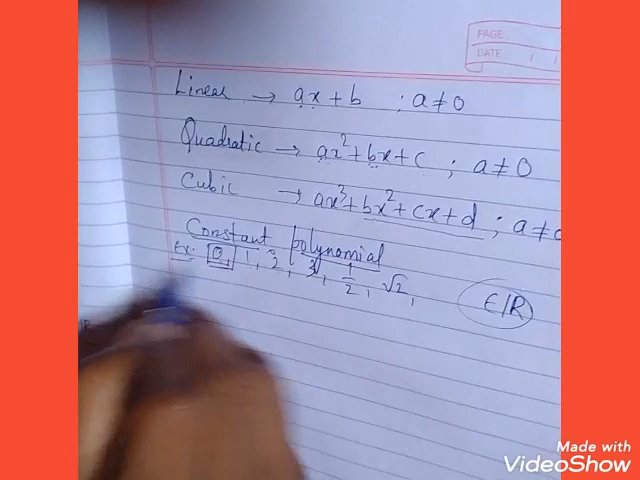 PAGE
DATE
Linear → ax + b ; a ≠ 0
Quadratic → ax² + bx + c ; a ≠ 0
Cubic → ax³ + bx² + cx + d ; a ≠ 0
Constant polynomial
Ex: 0, 1, 2, 3, 1/2, √2, ∈ IR
Made with
VideoShow